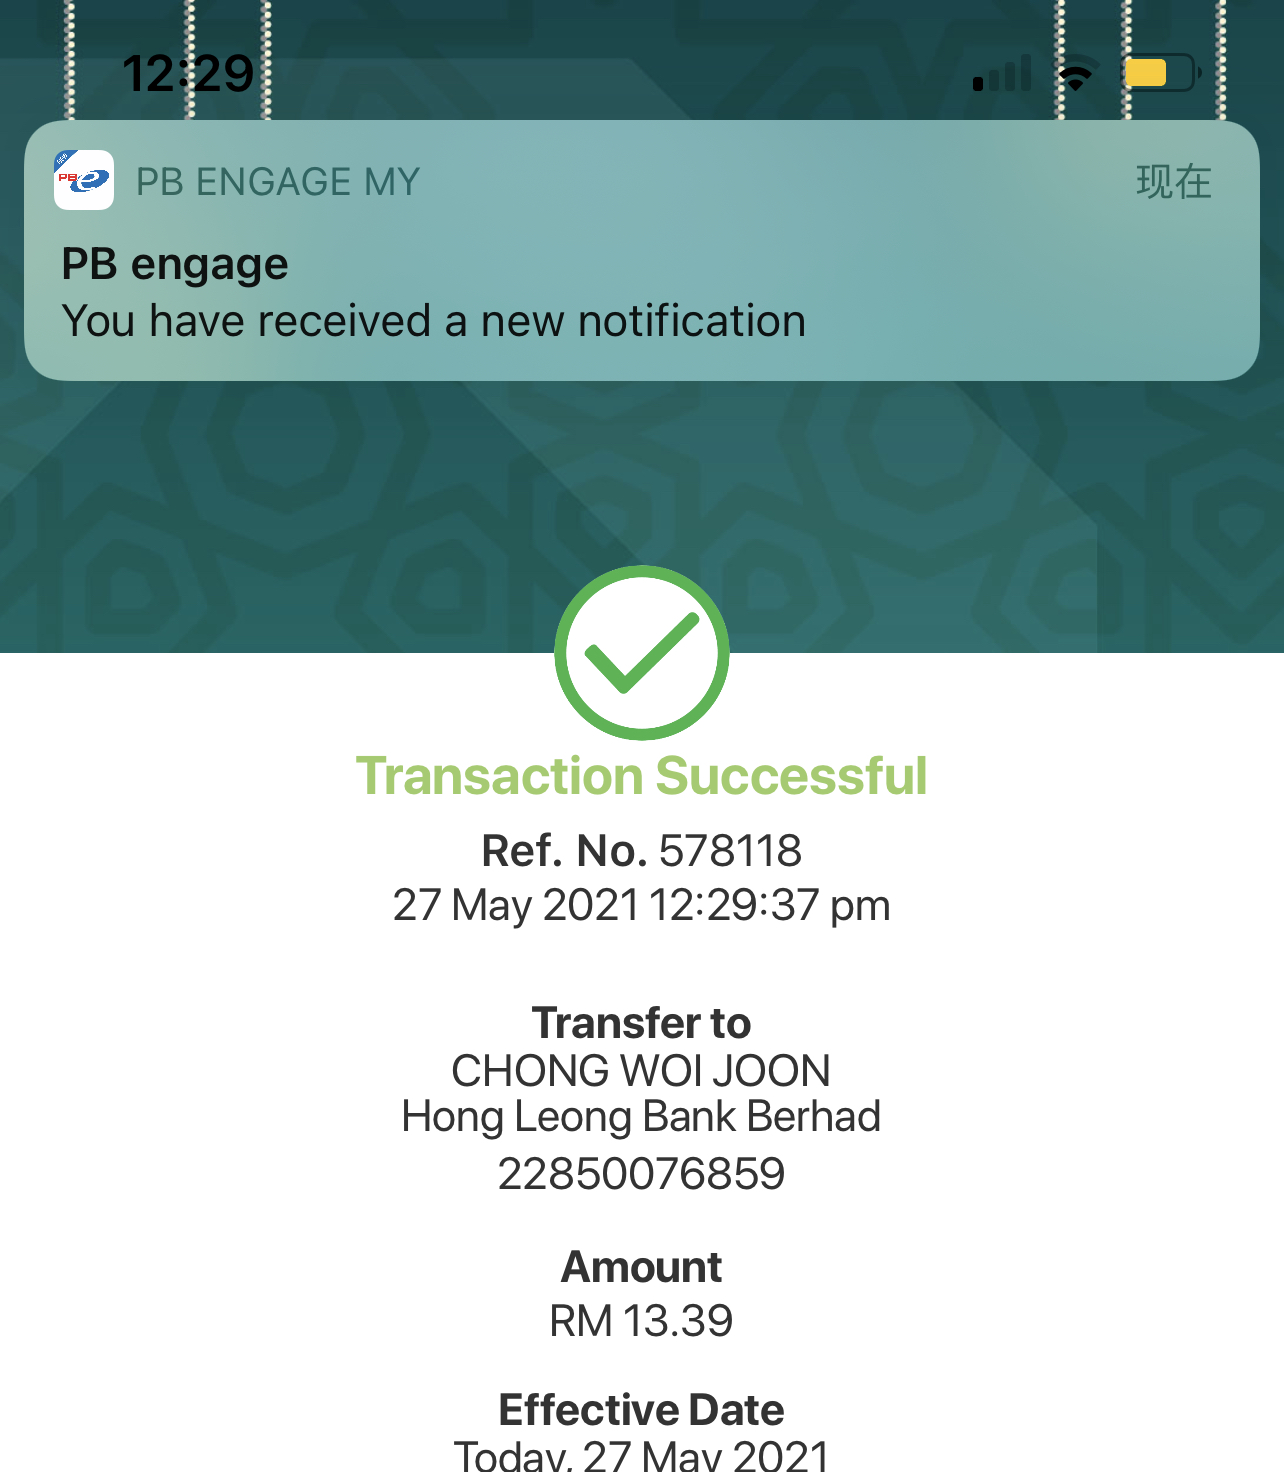 12:29
new
PB e
PB ENGAGE MY
现在
PB engage
You have received a new notification
Transaction Successful
Ref. No. 578118
27 May 2021 12:29:37 pm
Transfer to
CHONG WOI JOON
Hong Leong Bank Berhad
22850076859
Amount
RM 13.39
Effective Date
Today, 27 May 2021